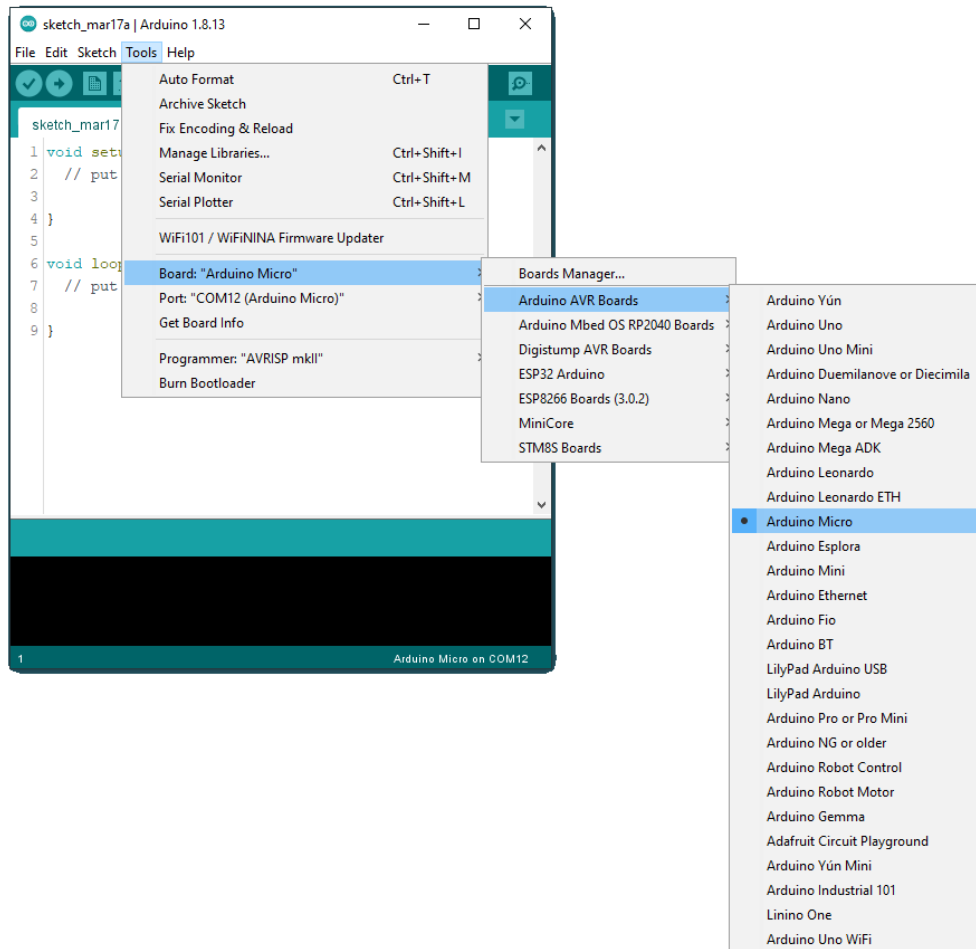 sketch_mar17a | Arduino 1.8.13
File Edit Sketch Tools Help
sketch_mar17
1 void setu
2 // put
3
4 }
5
6 void loop
7 // put
8
9 }
Auto Format Ctrl+T
Archive Sketch
Fix Encoding & Reload
Manage Libraries... Ctrl+Shift+I
Serial Monitor Ctrl+Shift+M
Serial Plotter Ctrl+Shift+L
WiFi101 / WiFiNINA Firmware Updater
Board: "Arduino Micro"
Port: "COM12 (Arduino Micro)"
Get Board Info
Programmer: "AVRISP mkII"
Burn Bootloader
Boards Manager...
Arduino AVR Boards
Arduino Mbed OS RP2040 Boards
Digistump AVR Boards
ESP32 Arduino
ESP8266 Boards (3.0.2)
MiniCore
STM8S Boards
Arduino Yún
Arduino Uno
Arduino Uno Mini
Arduino Duemilanove or Diecimila
Arduino Nano
Arduino Mega or Mega 2560
Arduino Mega ADK
Arduino Leonardo
Arduino Leonardo ETH
Arduino Micro
Arduino Esplora
Arduino Mini
Arduino Ethernet
Arduino Fio
Arduino BT
LilyPad Arduino USB
LilyPad Arduino
Arduino Pro or Pro Mini
Arduino NG or older
Arduino Robot Control
Arduino Robot Motor
Arduino Gemma
Adafruit Circuit Playground
Arduino Yún Mini
Arduino Industrial 101
Linino One
Arduino Uno WiFi
1 Arduino Micro on COM12